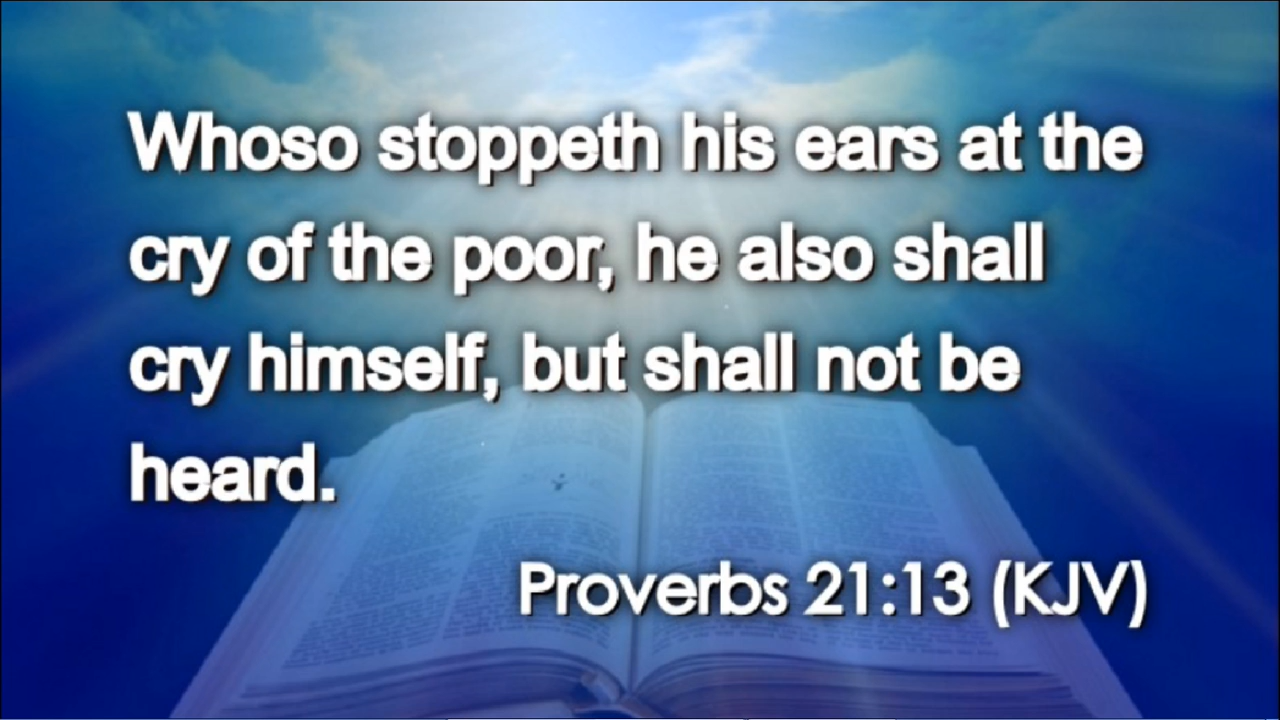 Whoso stoppeth his ears at the
cry of the poor, he also shall
cry himself, but shall not be
heard.
Proverbs 21:13 (KJV)